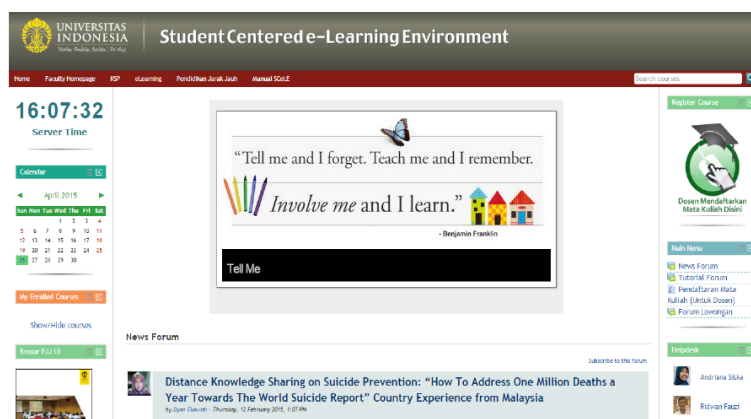 UNIVERSITAS
INDONESIA
Student Centered e-Learning Environment
Home Faculty Homepage KSP eLearning Pendidikan Jarak Jauh Manual SCeLE
Search courses
16:07:32
Server Time
Calendar
◄ April 2015 ►
Sun Mon Tue Wed Thu Fri Sat
1 2 3 4
5 6 7 8 9 10 11
12 13 14 15 16 17 18
19 20 21 22 23 24 25
26 27 28 29 30
My Enrolled Courses
Show/Hide courses
Brosur PJJ UI
“Tell me and I forget. Teach me and I remember.
Involve me and I learn.”
- Benjamin Franklin
Tell Me
News Forum
Subscribe to this forum
Distance Knowledge Sharing on Suicide Prevention: “How To Address One Million Deaths a
Year Towards The World Suicide Report” Country Experience from Malaysia
by Dyan Ekawati - Thursday, 12 February 2015, 1:07 PM
Register Course
Dosen Mendaftarkan
Mata Kuliah Disini
Main Menu
News Forum
Tutorial Forum
Pendaftaran Mata
Kuliah (Untuk Dosen)
Forum Lowongan
Helpdesk
Andriana Siska
Ridwan Fauzi